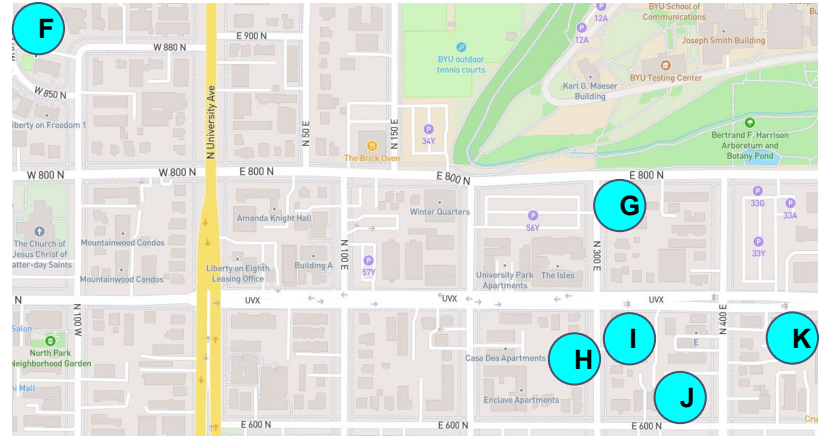 F
E 900 N
W 880 N
W 850 N
iberty on Freedom 1
N University Ave
N 50 E
N 150 E
BYU outdoor
tennis courts
P
34Y
The Brick Oven
P
12A
P
12A
BYU School of
Communications
Joseph Smith Building
BYU Testing Center
Karl G. Maeser
Building
Bertrand F. Harrison
Arboretum and
Botany Pond
W 800 N
W 800 N
E 800 N
E 800 N
E 800 N
The Church of
Jesus Christ of
atter-day Saints
Mountainwood Condos
Mountainwood Condos
Amanda Knight Hall
Liberty on Eighth
Leasing Office
Building A
N 100 E
P
57Y
Winter Quarters
P
56Y
University Park
Apartments
The Isles
G
N 300 E
P
33G
P
33A
P
33Y
N
UVX
UVX
UVX
N 100 W
Salon
North Park
Neighborhood Garden
ni Mall
Casa Dea Apartments
Enclave Apartments
H
I
J
K
E
N 400 E
E 600 N
E 600 N
Cru